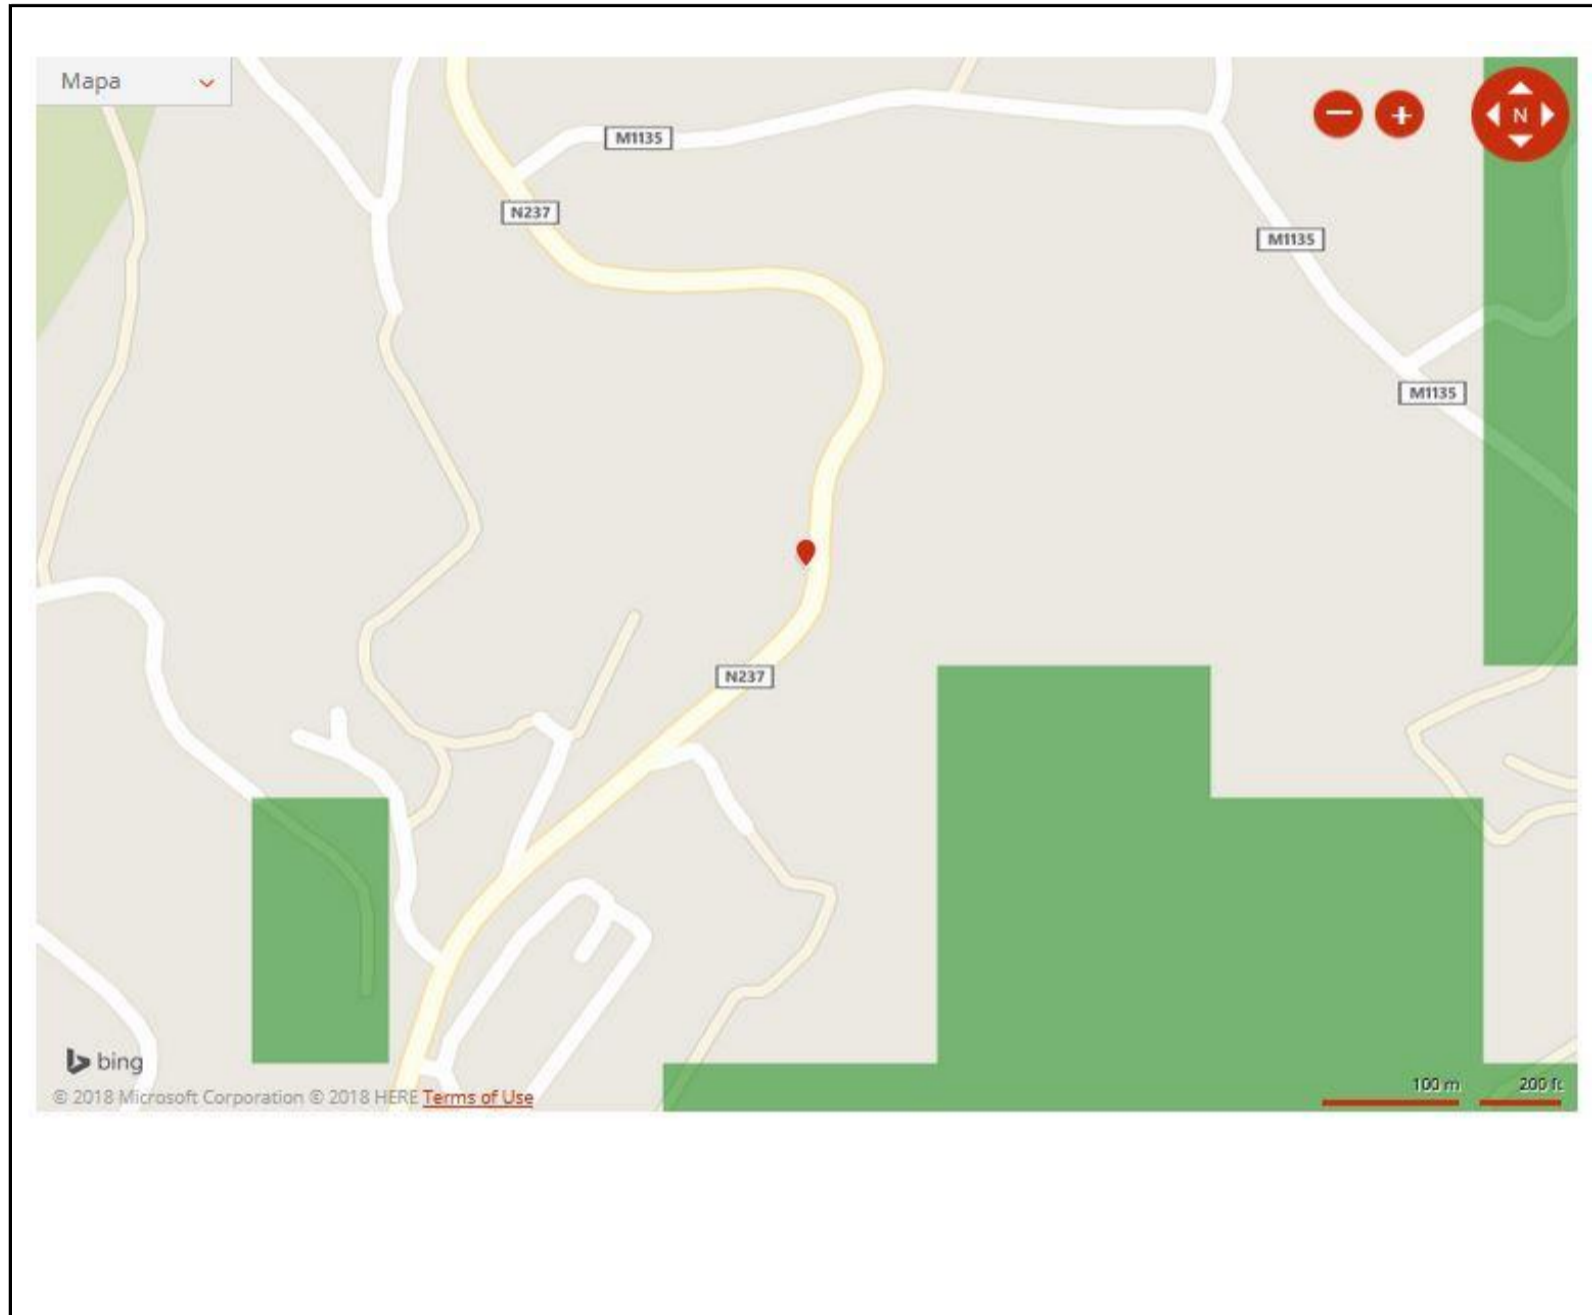 Mapa
M1135
N
N237
M1135
M1135
N237
bing
100 m
200 ft
© 2018 Microsoft Corporation © 2018 HERE Terms of Use